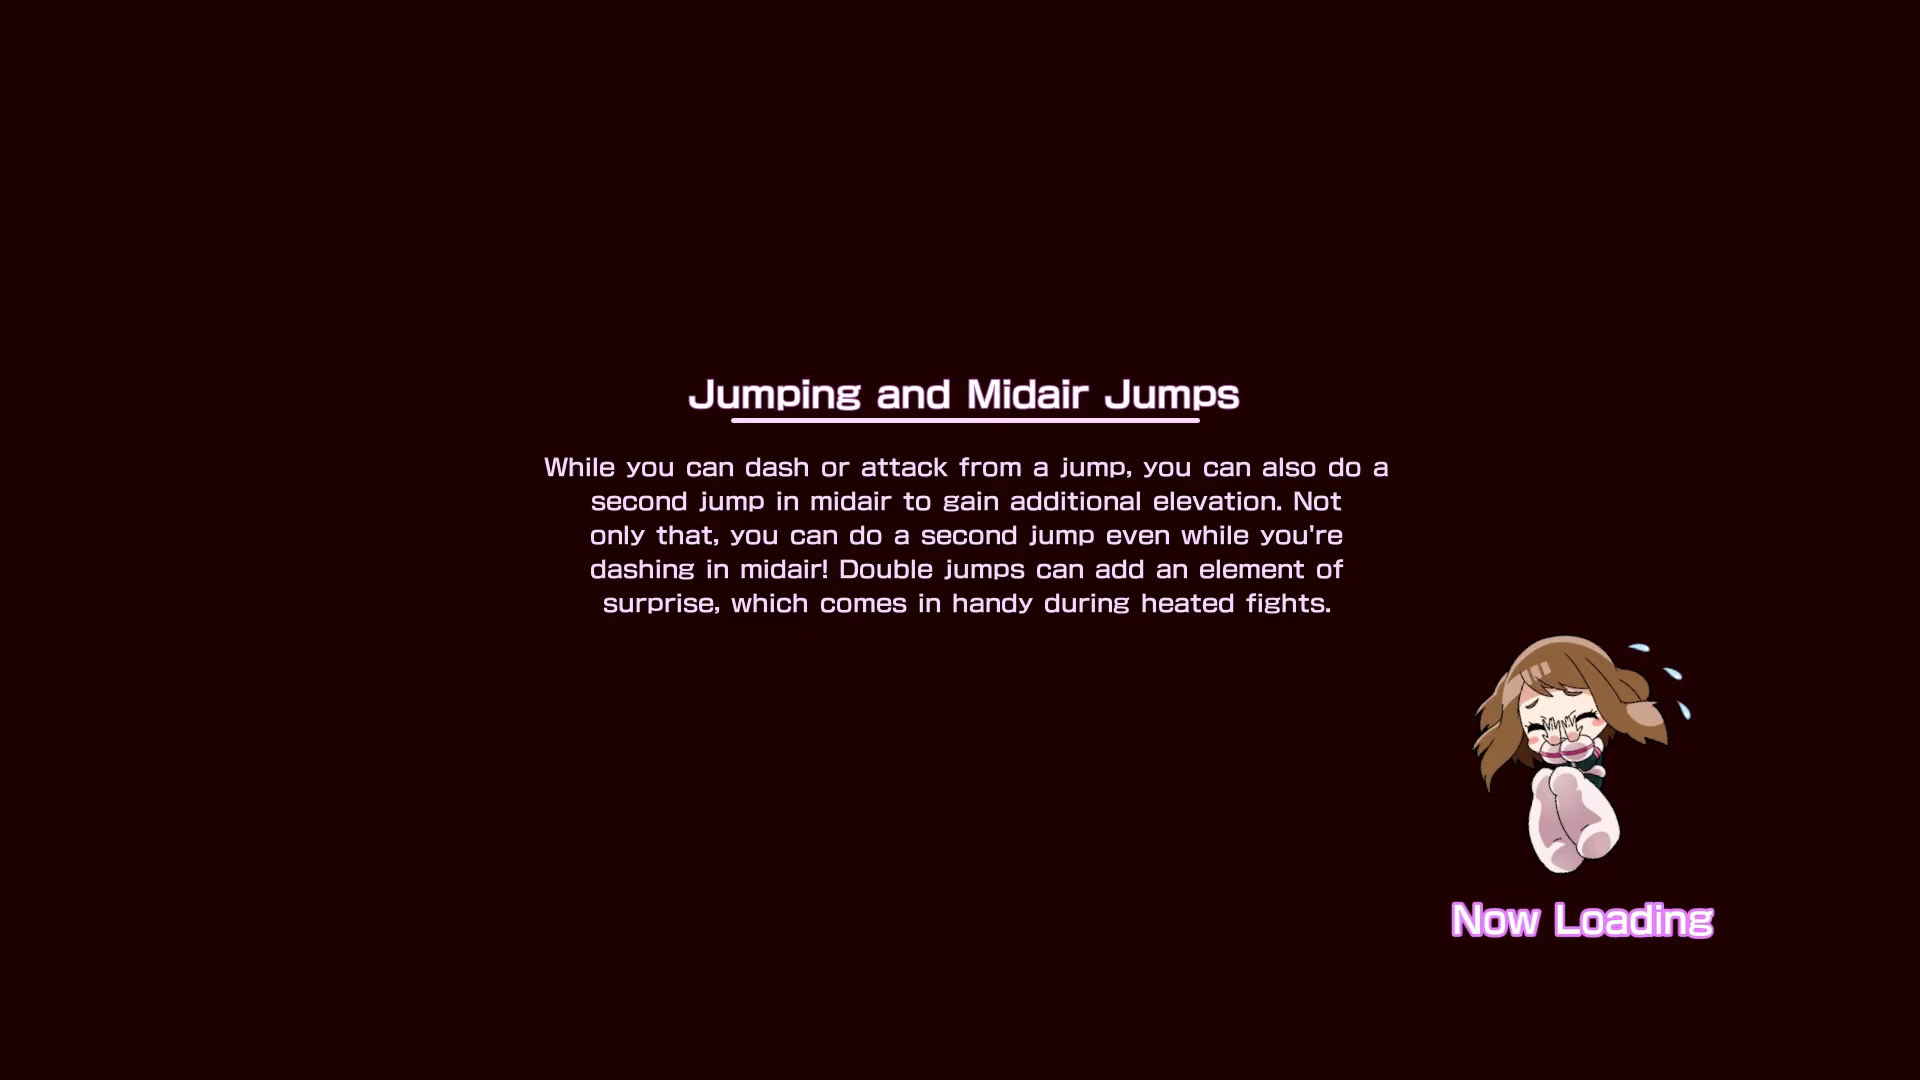 Jumping and Midair Jumps
While you can dash or attack from a jump, you can also do a
second jump in midair to gain additional elevation. Not
only that, you can do a second jump even while you're
dashing in midair! Double jumps can add an element of
surprise, which comes in handy during heated fights.
Now Loading